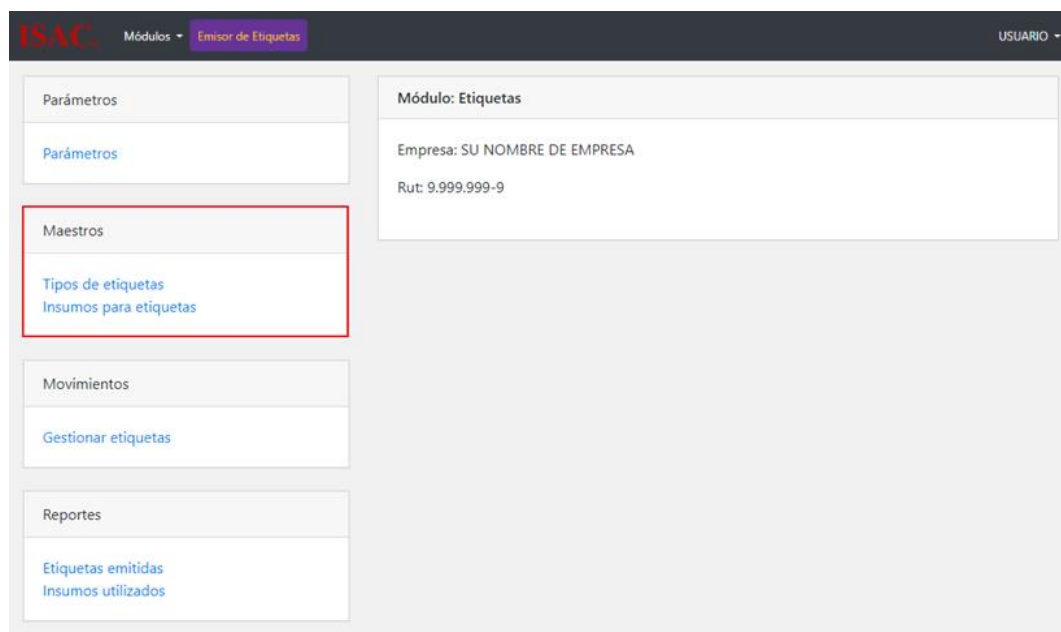 ISAC.
Módulos
Emisor de Etiquetas
USUARIO
Parámetros
Parámetros
Maestros
Tipos de etiquetas
Insumos para etiquetas
Movimientos
Gestionar etiquetas
Reportes
Etiquetas emitidas
Insumos utilizados
Módulo: Etiquetas
Empresa: SU NOMBRE DE EMPRESA
Rut: 9.999.999-9